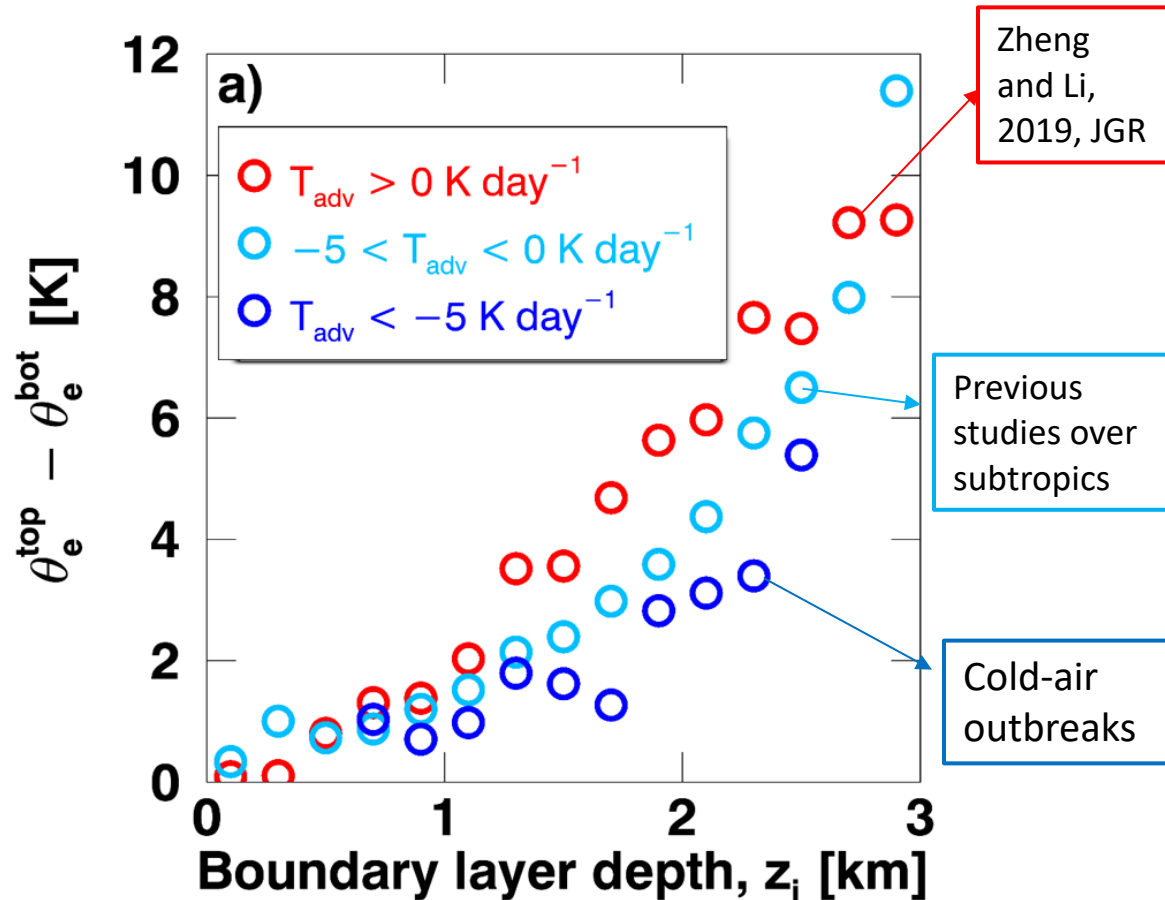 a)
T_adv > 0 K day^−1
−5 < T_adv < 0 K day^−1
T_adv < −5 K day^−1
12
10
8
6
4
2
0
θ_e^top − θ_e^bot [K]
0 1 2 3
Boundary layer depth, z_i [km]
Zheng
and Li,
2019, JGR
Previous
studies over
subtropics
Cold-air
outbreaks